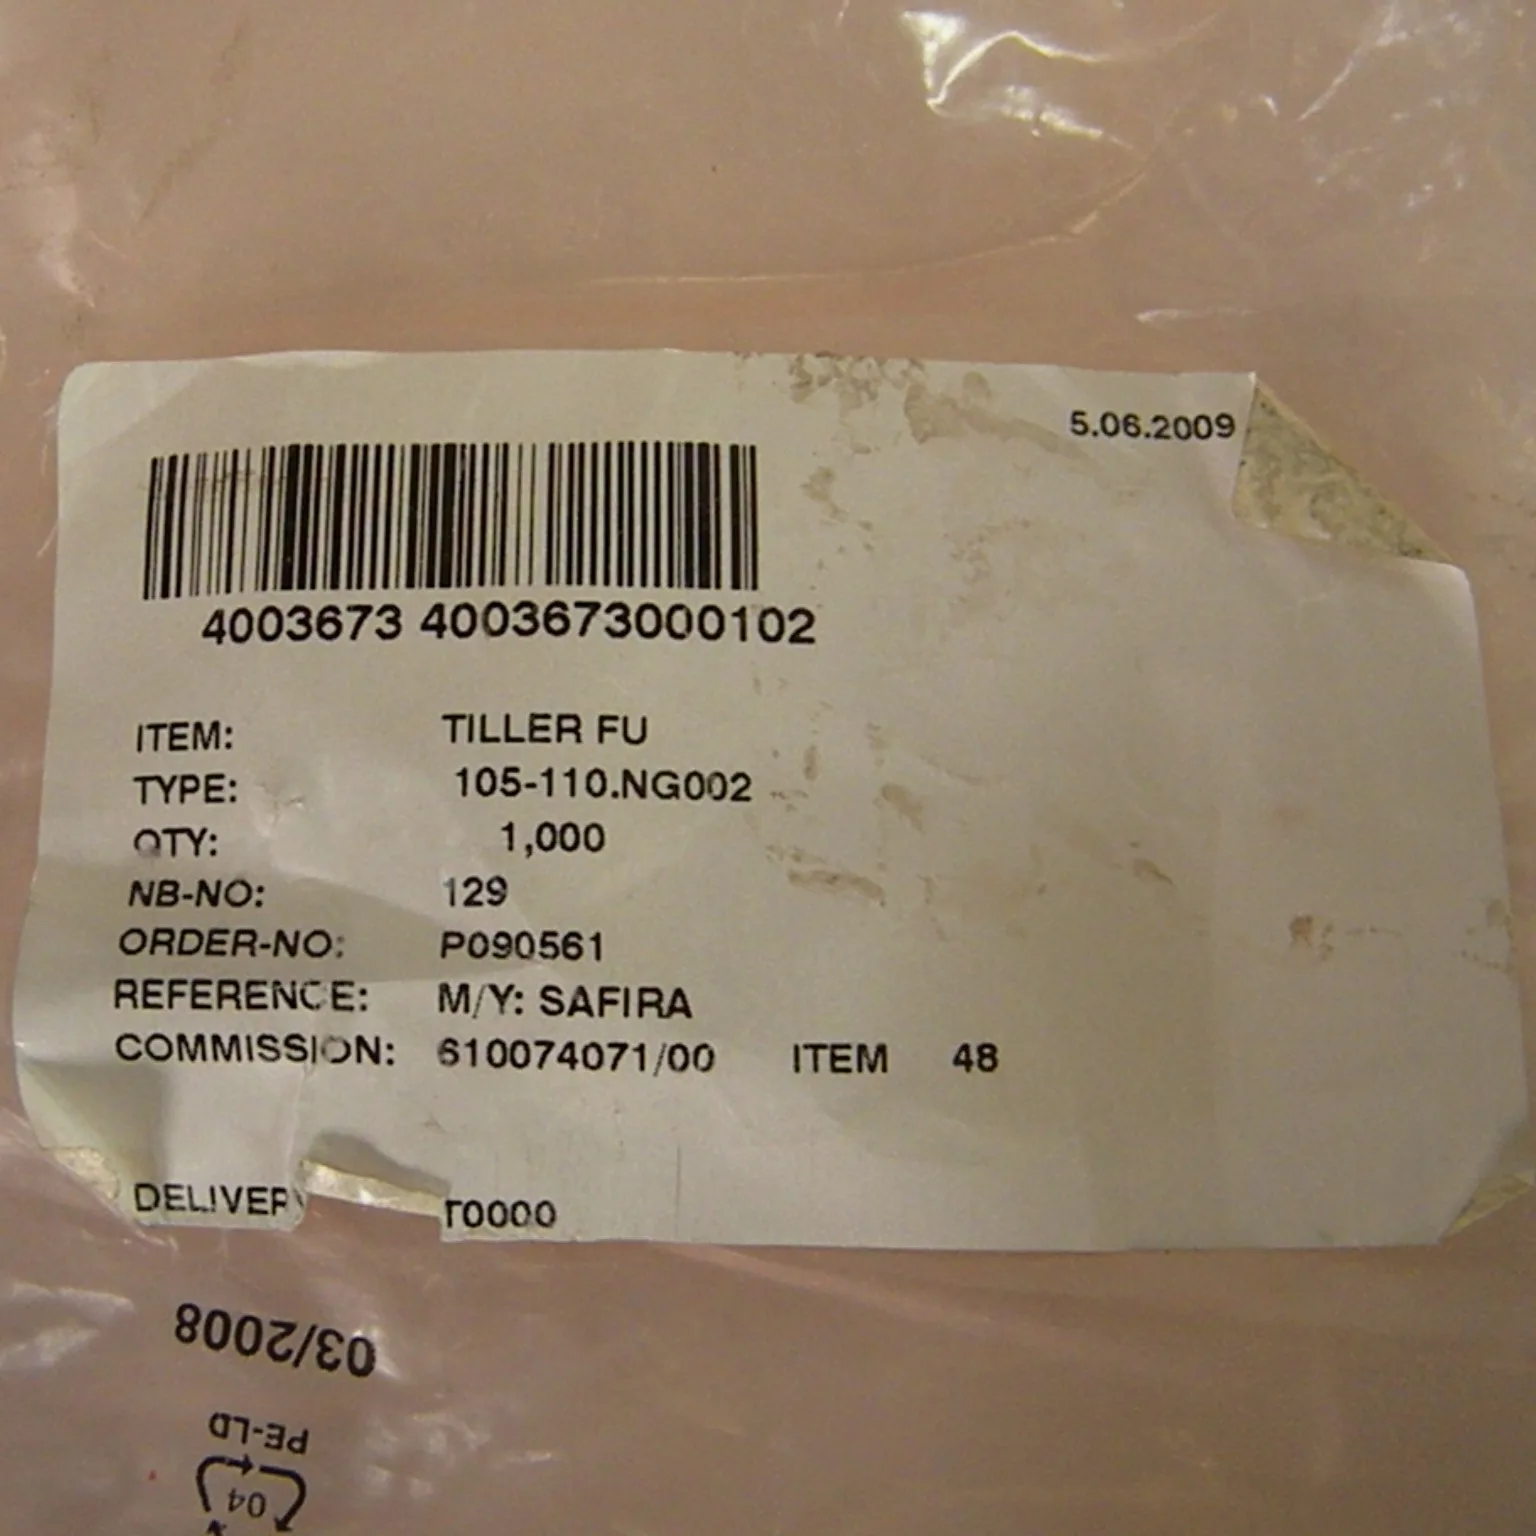 5.06.2009
4003673 4003673000102
ITEM: TILLER FU
TYPE: 105-110.NG002
QTY: 1,000
NB-NO: 129
ORDER-NO: P090561
REFERENCE: M/Y: SAFIRA
COMMISSION: 610074071/00 ITEM 48
DELIVERY T0000
03/2008
PE-LD
04